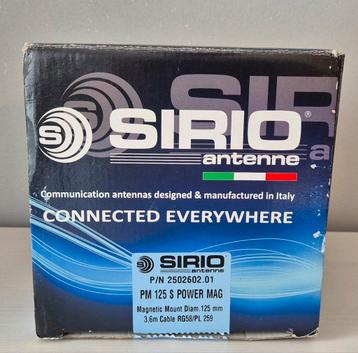 SIRIO
SIRIO®
antenne
Communication antennas designed & manufactured in Italy
CONNECTED EVERYWHERE
SIRIO®
antenne
P/N 2502602.01
PM 125 S POWER MAG
Magnetic Mount Diam.125 mm
3.6m Cable RG58/PL 259